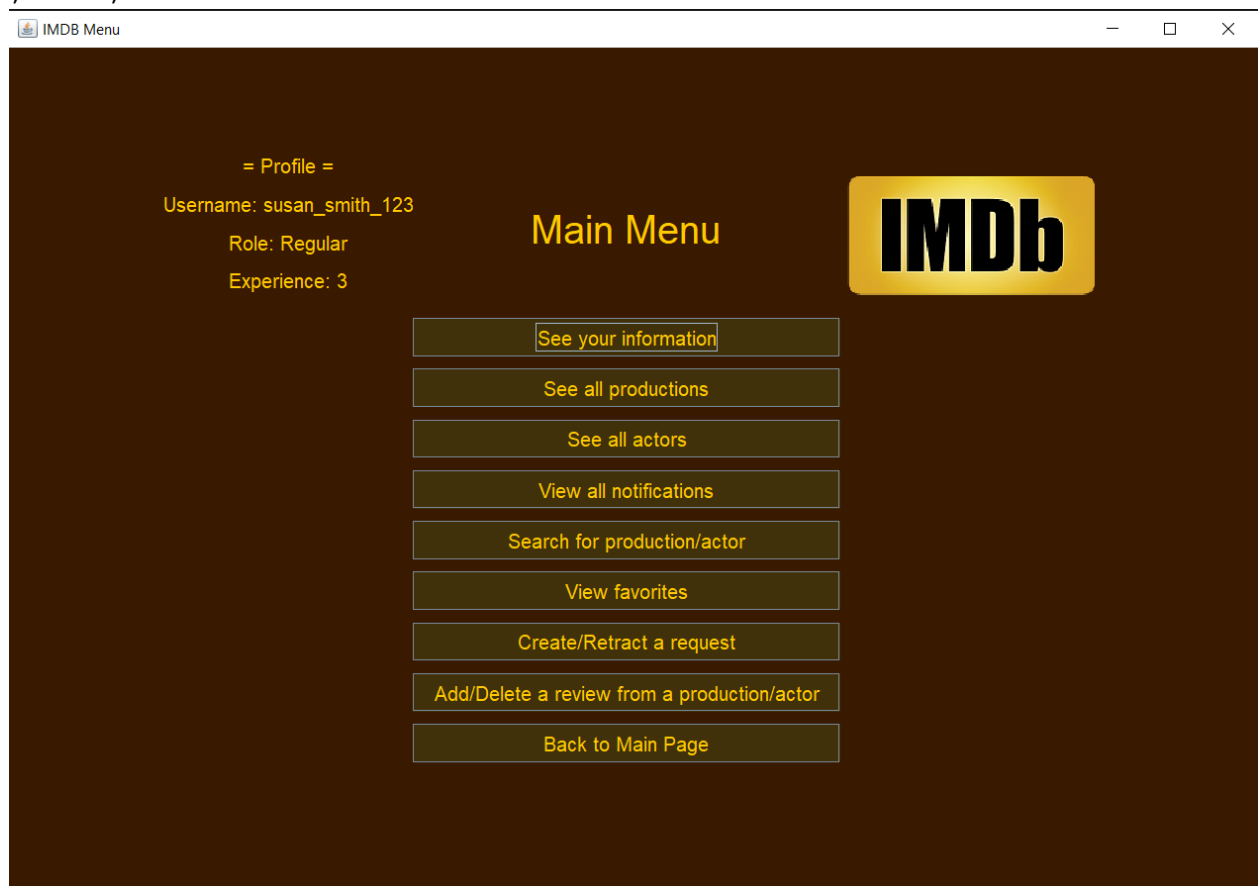 IMDB Menu
= Profile =
Username: susan_smith_123
Role: Regular
Experience: 3
Main Menu
IMDb
See your information
See all productions
See all actors
View all notifications
Search for production/actor
View favorites
Create/Retract a request
Add/Delete a review from a production/actor
Back to Main Page